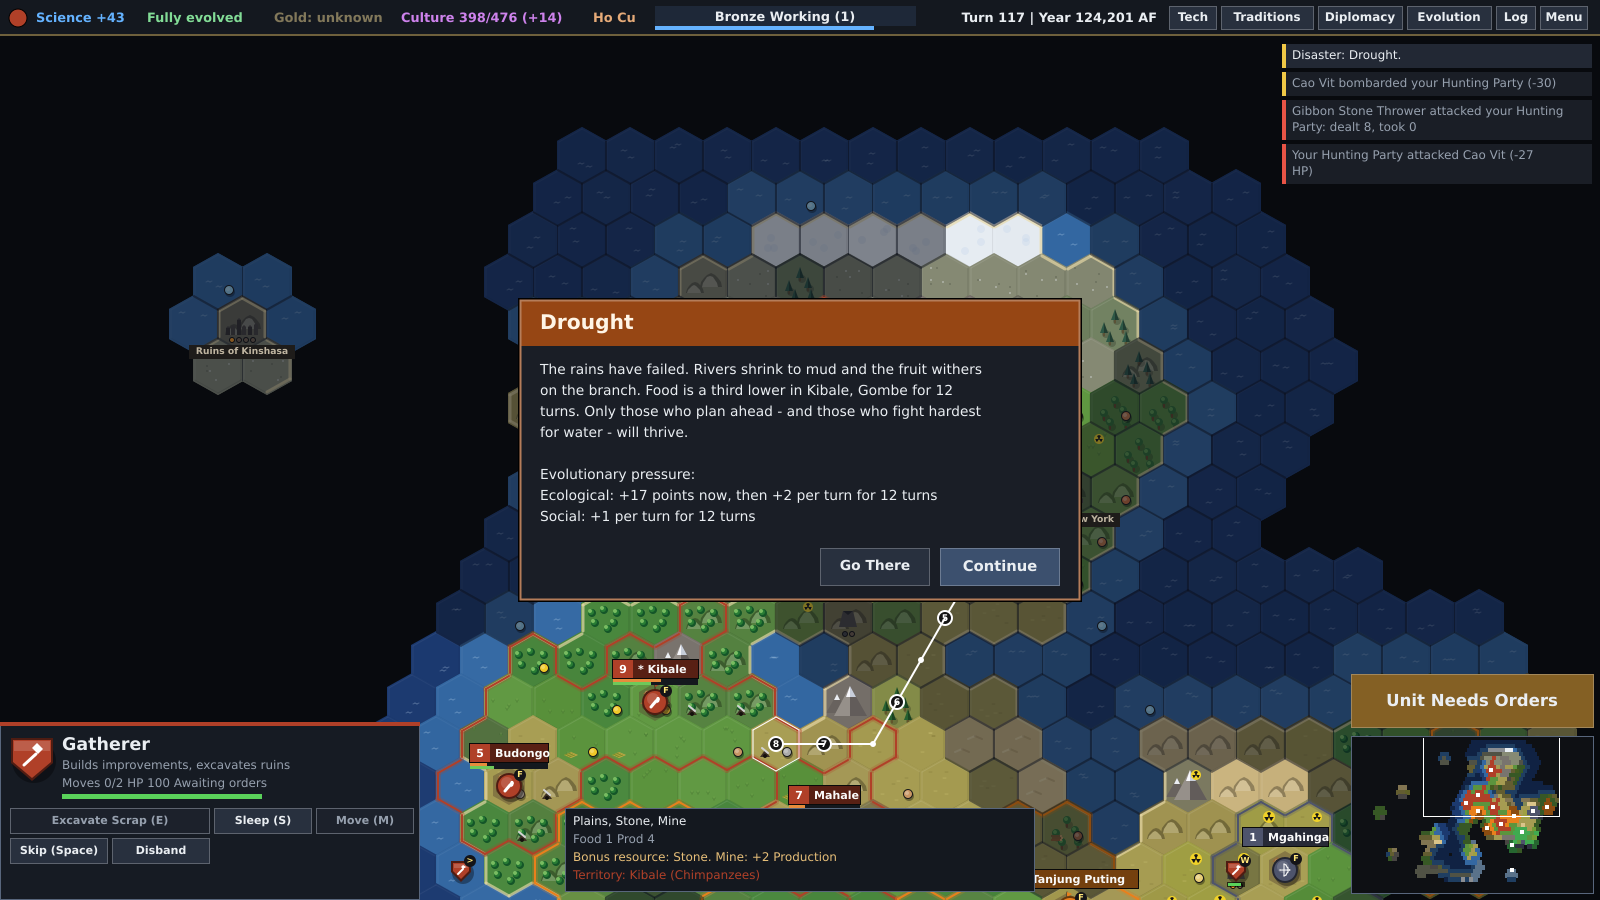 Science +43
Fully evolved
Gold: unknown
Culture 398/476 (+14)
Ho Cu
Bronze Working (1)
Turn 117 | Year 124,201 AF
Tech
Traditions
Diplomacy
Evolution
Log
Menu
Disaster: Drought.
Cao Vit bombarded your Hunting Party (-30)
Gibbon Stone Thrower attacked your Hunting
Party: dealt 8, took 0
Your Hunting Party attacked Cao Vit (-27
HP)
Ruins of Kinshasa
Drought
The rains have failed. Rivers shrink to mud and the fruit withers
on the branch. Food is a third lower in Kibale, Gombe for 12
turns. Only those who plan ahead - and those who fight hardest
for water - will thrive.
Evolutionary pressure:
Ecological: +17 points now, then +2 per turn for 12 turns
Social: +1 per turn for 12 turns
Go There
Continue
w York
5
9 * Kibale
F
6
8
7
5 Budongo
F
7 Mahale
Unit Needs Orders
Gatherer
Builds improvements, excavates ruins
Moves 0/2 HP 100 Awaiting orders
Excavate Scrap (E)
Sleep (S)
Move (M)
Skip (Space)
Disband
Plains, Stone, Mine
Food 1 Prod 4
Bonus resource: Stone. Mine: +2 Production
Territory: Kibale (Chimpanzees)
1 Mgahinga
>
W
F
Tanjung Puting
F